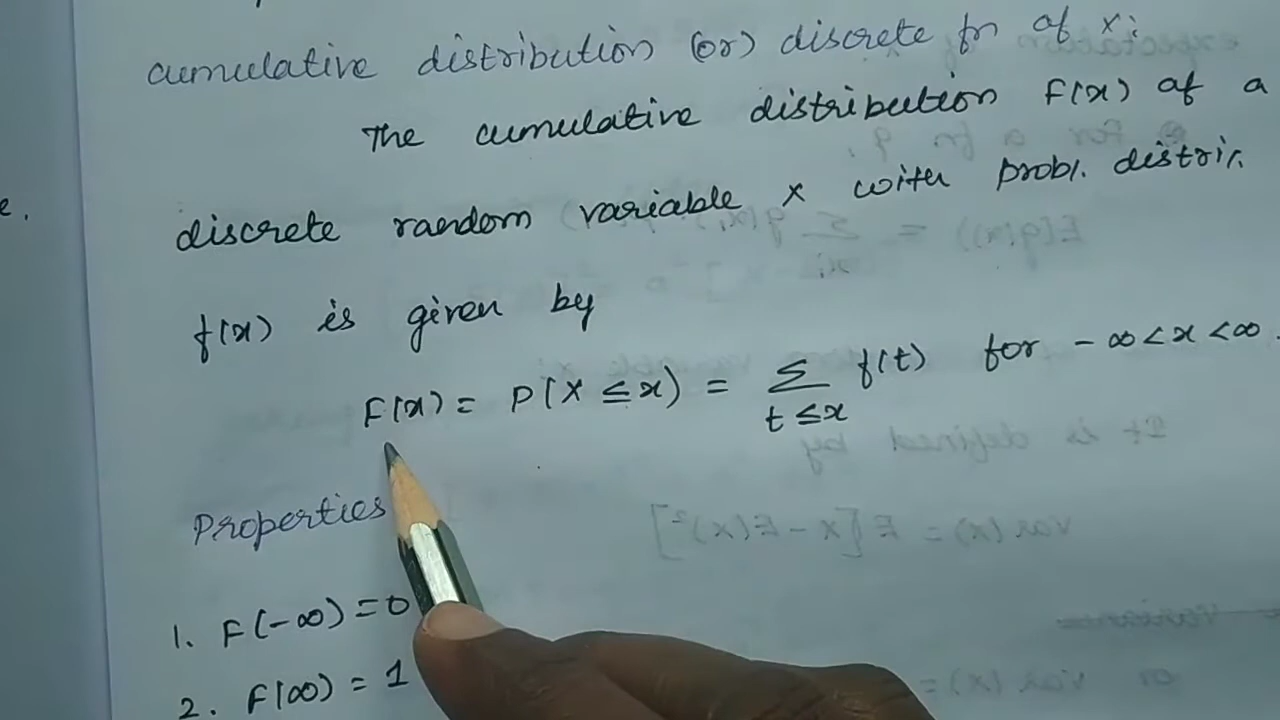 cumulative distribution (or) discrete fn of X:
The cumulative distribution F(x) of a
discrete random variable X with probl. distri.
e.
f(x) is given by
F(x) = P(X ≤ x) = Σ f(t) for -∞ < x < ∞.
t ≤ x
Properties
1. F(-∞) = 0
2. F(∞) = 1